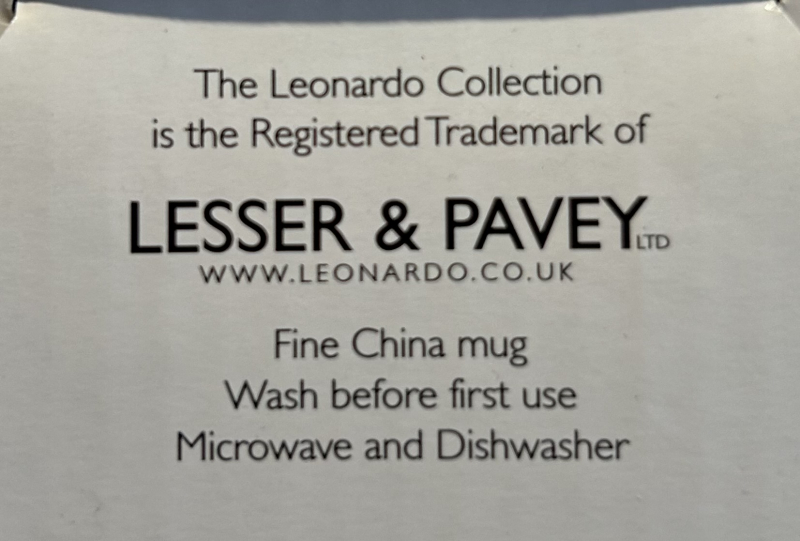 The Leonardo Collection
is the Registered Trademark of
LESSER & PAVEY LTD
WWW.LEONARDO.CO.UK
Fine China mug
Wash before first use
Microwave and Dishwasher